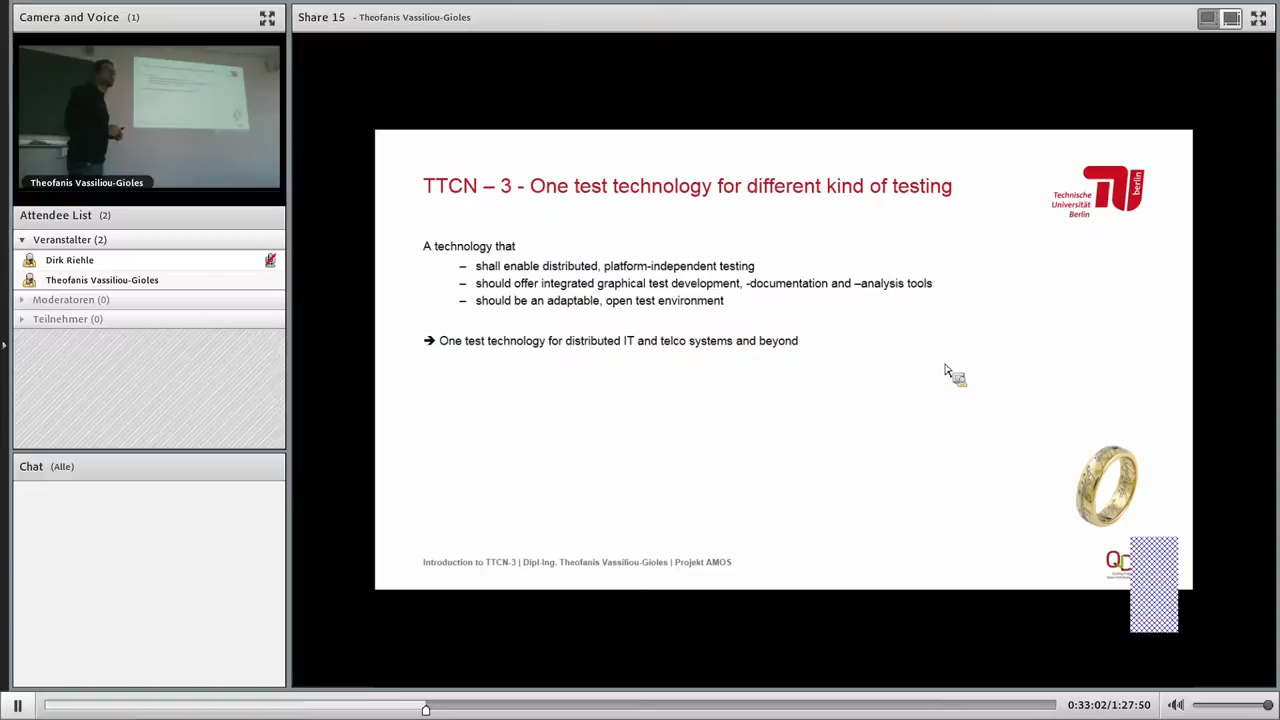 Camera and Voice (1)
Theofanis Vassiliou-Gioles
Attendee List (2)
Veranstalter (2)
Dirk Riehle
Theofanis Vassiliou-Gioles
Moderatoren (0)
Teilnehmer (0)
Chat (Alle)
Share 15 - Theofanis Vassiliou-Gioles
TTCN – 3 - One test technology for different kind of testing
Technische
Universität
Berlin
berlin
A technology that
– shall enable distributed, platform-independent testing
– should offer integrated graphical test development, -documentation and –analysis tools
– should be an adaptable, open test environment
➔ One test technology for distributed IT and telco systems and beyond
Introduction to TTCN-3 | Dipl-Ing. Theofanis Vassiliou-Gioles | Projekt AMOS
0:33:02/1:27:50